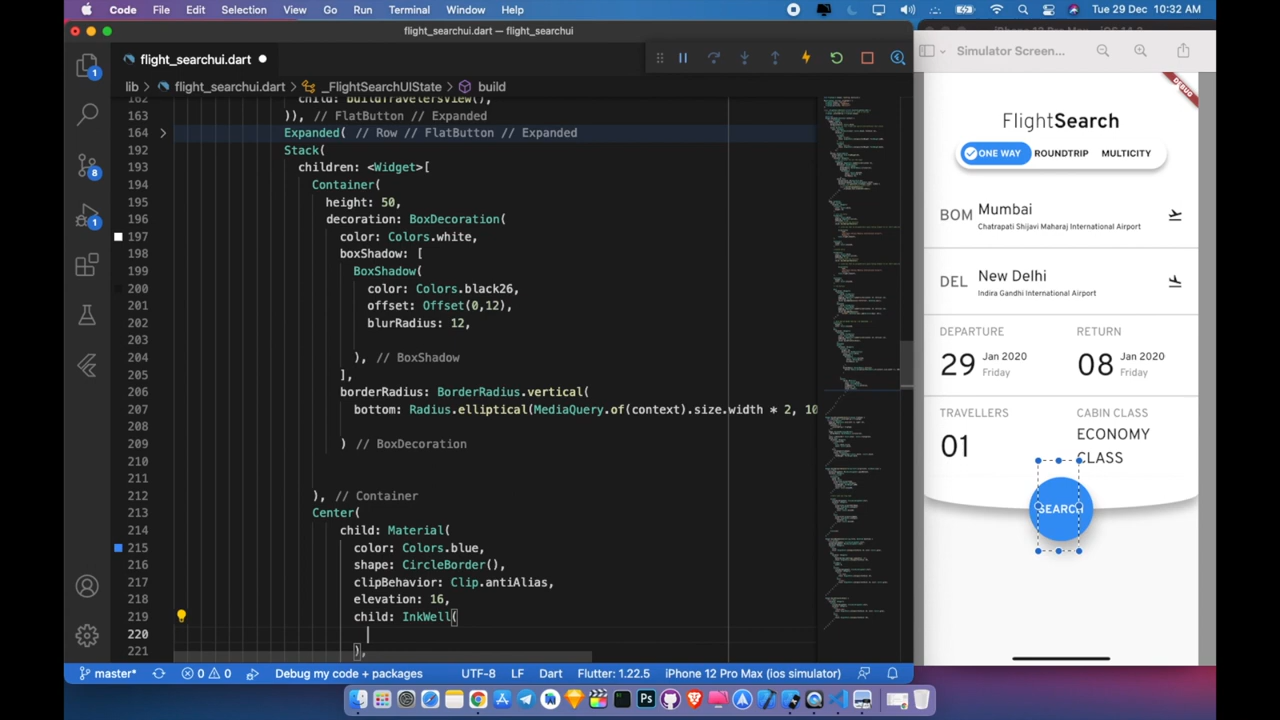 Code File Edit Selection View Go Run Terminal Window Help
Tue 29 Dec 10:32 AM
flight_searchui.dart — flight_searchui
flight_searchui.dart
lib › flight_searchui.dart › _FlightSearchUIState › build
)), // FlatButton // Expanded
Expanded( // Row // FlatButton // Expanded
192 Stack(
193 children: <Widget>[
194 Container(
195 height: 50,
196 decoration: BoxDecoration(
197 color: Colors.white,
198 boxShadow: [
199 BoxShadow(
200 color: Colors.black26,
201 offset: Offset(0,12),
202 blurRadius: 12,
203
204 ), // BoxShadow
205 ],
206 borderRadius: BorderRadius.vertical(
207 bottom: Radius.elliptical(MediaQuery.of(context).size.width * 2, 10
208
209 ) // BoxDecoration
210
211
212 ), // Container
213 Center(
214 child: Material(
215 color: Colors.blue,
216 shape: CircleBorder(),
217 clipBehavior: Clip.antiAlias,
218 elevation: 16,
219 child: InkWell(
220
221 ),
master* 0 0 Debug my code + packages UTF-8 LF Dart Flutter: 1.22.5 iPhone 12 Pro Max (ios simulator)
1
8
1
Simulator Screen...
DEBUG
FlightSearch
ONE WAY ROUNDTRIP MULTICITY
BOM Mumbai
Chatrapati Shijavi Maharaj International Airport
DEL New Delhi
Indira Gandhi International Airport
DEPARTURE RETURN
29 Jan 2020 08 Jan 2020
Friday Friday
TRAVELLERS CABIN CLASS
01 ECONOMY
CLASS
SEARCH
Ps